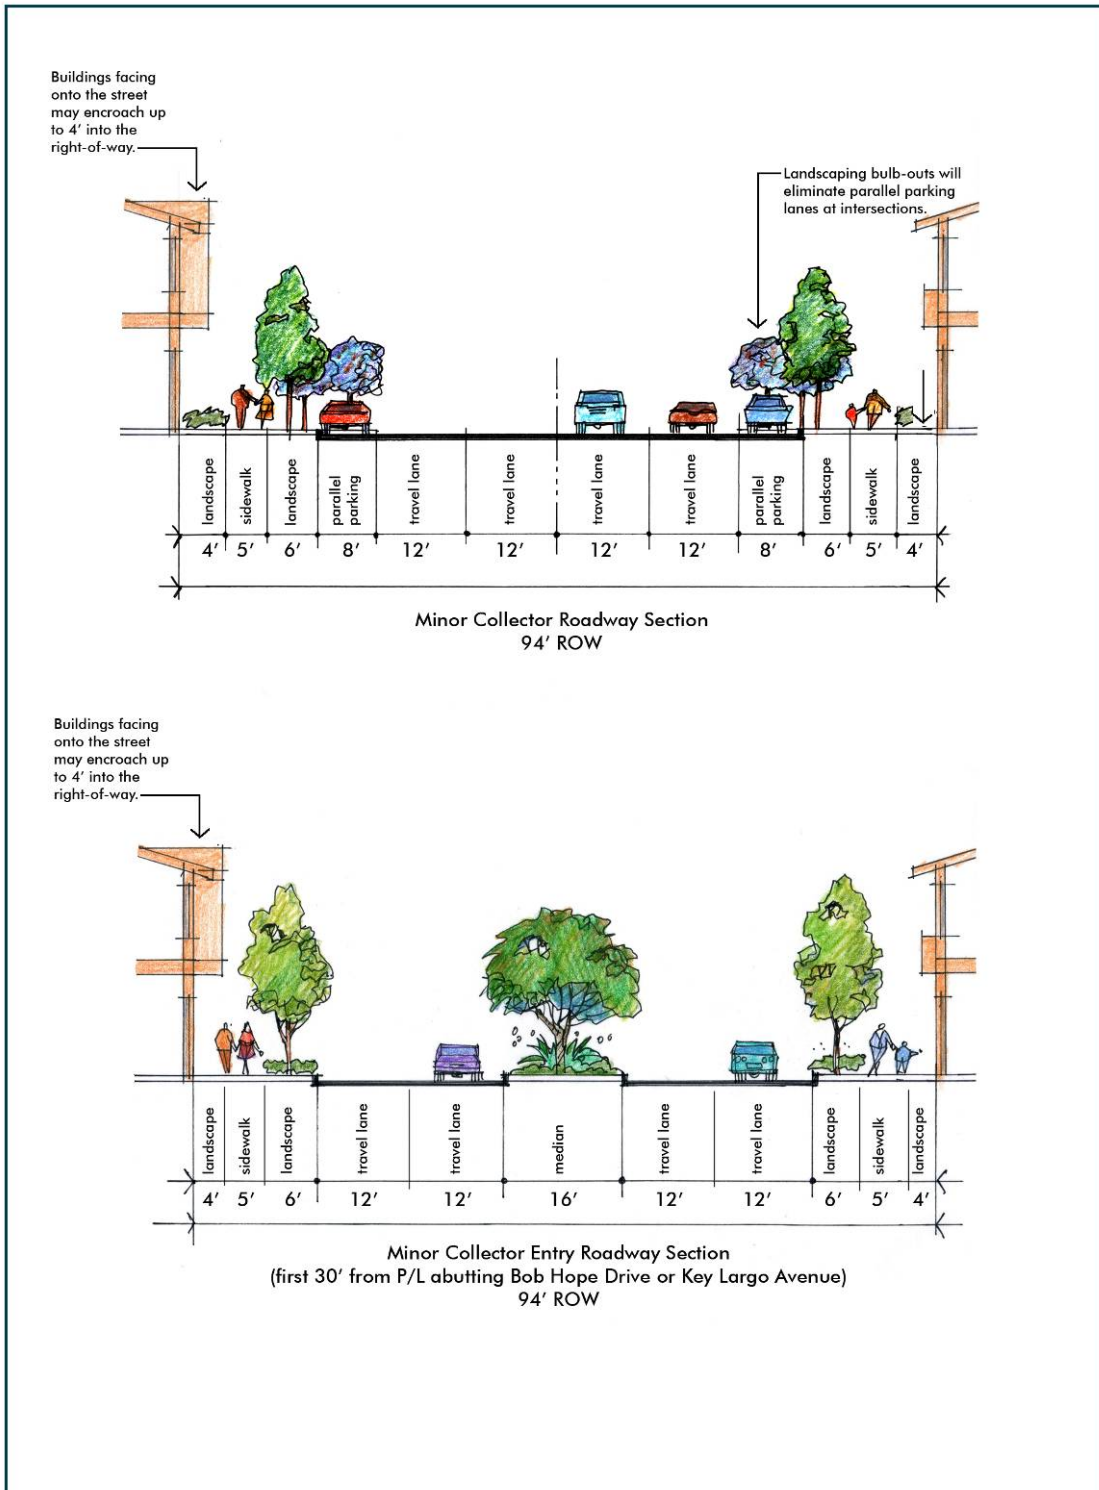 Buildings facing
onto the street
may encroach up
to 4' into the
right-of-way.
Landscaping bulb-outs will
eliminate parallel parking
lanes at intersections.
landscape
sidewalk
landscape
parallel
parking
travel lane
travel lane
travel lane
travel lane
parallel
parking
landscape
sidewalk
landscape
4' 5' 6' 8' 12' 12' 12' 12' 8' 6' 5' 4'
Minor Collector Roadway Section
94' ROW
Buildings facing
onto the street
may encroach up
to 4' into the
right-of-way.
landscape
sidewalk
landscape
travel lane
travel lane
median
travel lane
travel lane
landscape
sidewalk
landscape
4' 5' 6' 12' 12' 16' 12' 12' 6' 5' 4'
Minor Collector Entry Roadway Section
(first 30' from P/L abutting Bob Hope Drive or Key Largo Avenue)
94' ROW